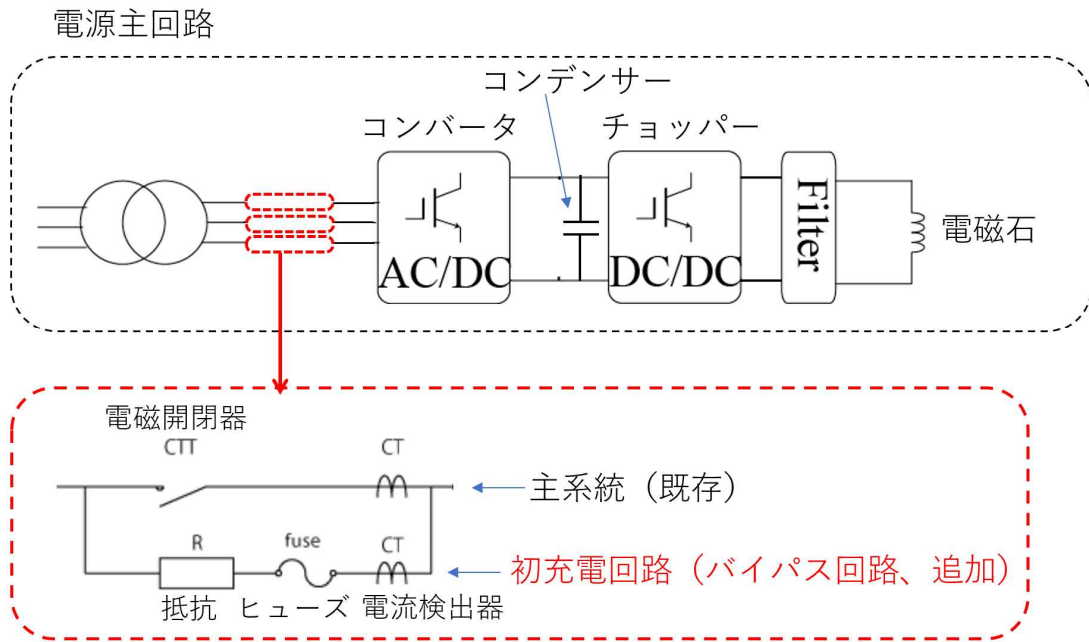 電源主回路
コンデンサー
コンバータ
チョッパー
AC/DC
DC/DC
Filter
電磁石
電磁開閉器
CTT
CT
主系統（既存）
R
fuse
CT
初充電回路（バイパス回路、追加）
抵抗
ヒューズ
電流検出器